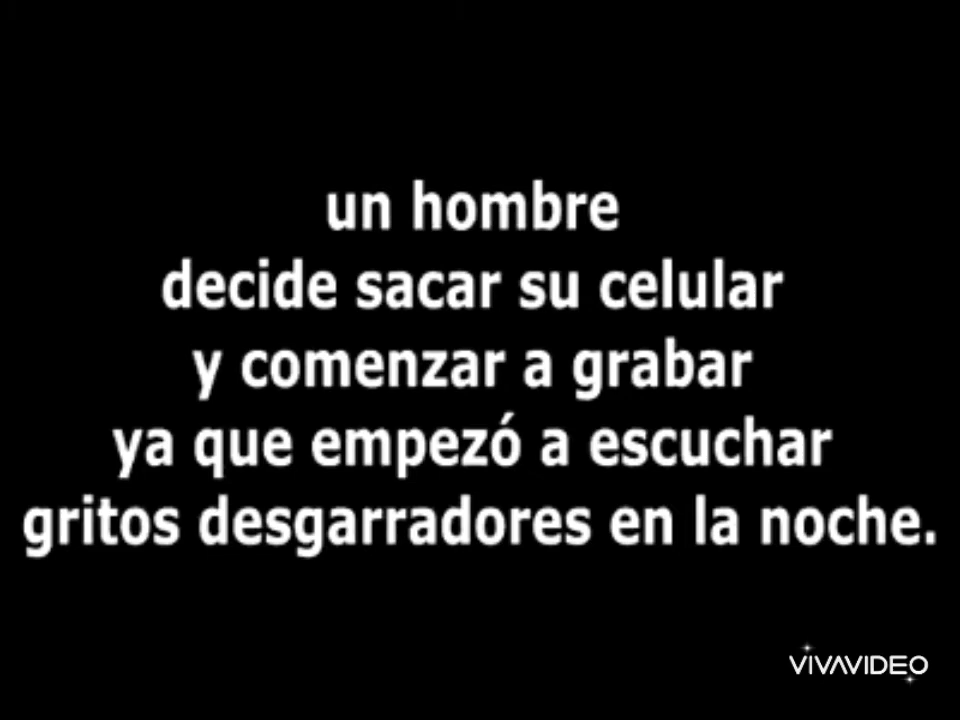 un hombre
decide sacar su celular
y comenzar a grabar
ya que empezó a escuchar
gritos desgarradores en la noche.
VIVAVIDEO